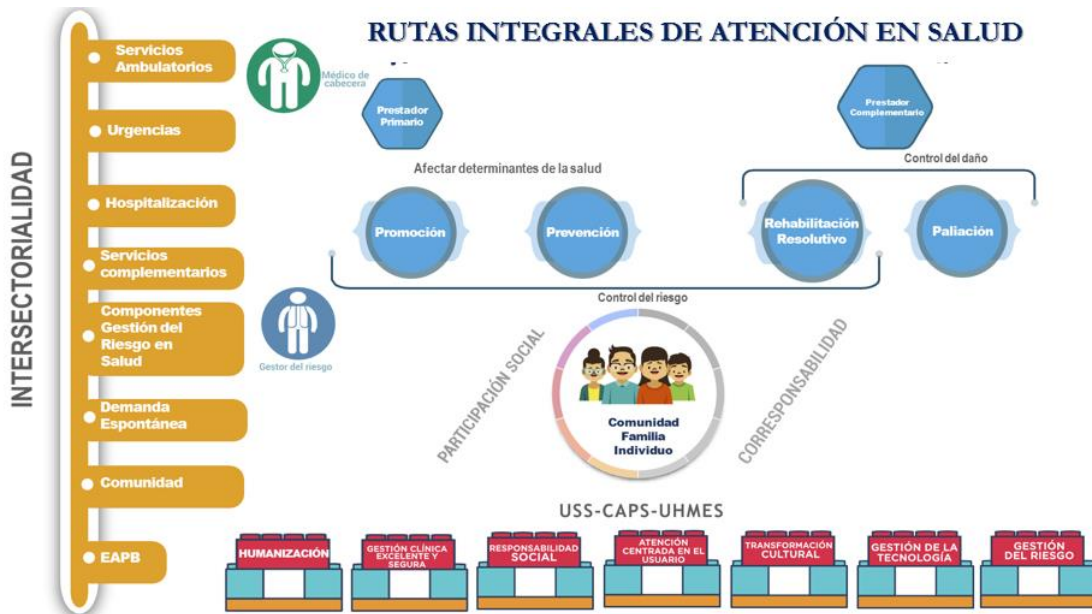 RUTAS INTEGRALES DE ATENCIÓN EN SALUD
INTERSECTORIALIDAD
Servicios
Ambulatorios
Urgencias
Hospitalización
Servicios
complementarios
Componentes
Gestión del
Riesgo en
Salud
Demanda
Espontánea
Comunidad
EAPB
Médico de
cabecera
Gestor del riesgo
Prestador
Primario
Prestador
Complementario
Afectar determinantes de la salud
Control del daño
Promoción
Prevención
Rehabilitación
Resolutivo
Paliación
Control del riesgo
PARTICIPACIÓN SOCIAL
CORRESPONSABILIDAD
Comunidad
Familia
Individuo
USS-CAPS-UHMES
HUMANIZACIÓN
GESTIÓN CLÍNICA
EXCELENTE Y
SEGURA
RESPONSABILIDAD
SOCIAL
ATENCIÓN
CENTRADA EN EL
USUARIO
TRANSFORMACIÓN
CULTURAL
GESTIÓN DE LA
TECNOLOGÍA
GESTIÓN
DEL RIESGO